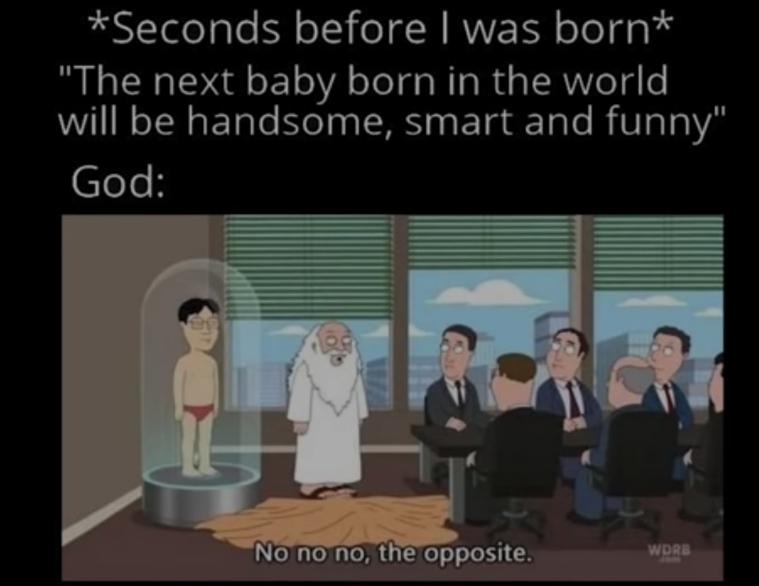 *Seconds before I was born*
"The next baby born in the world
will be handsome, smart and funny"
God:
No no no, the opposite.
WDRB
.com